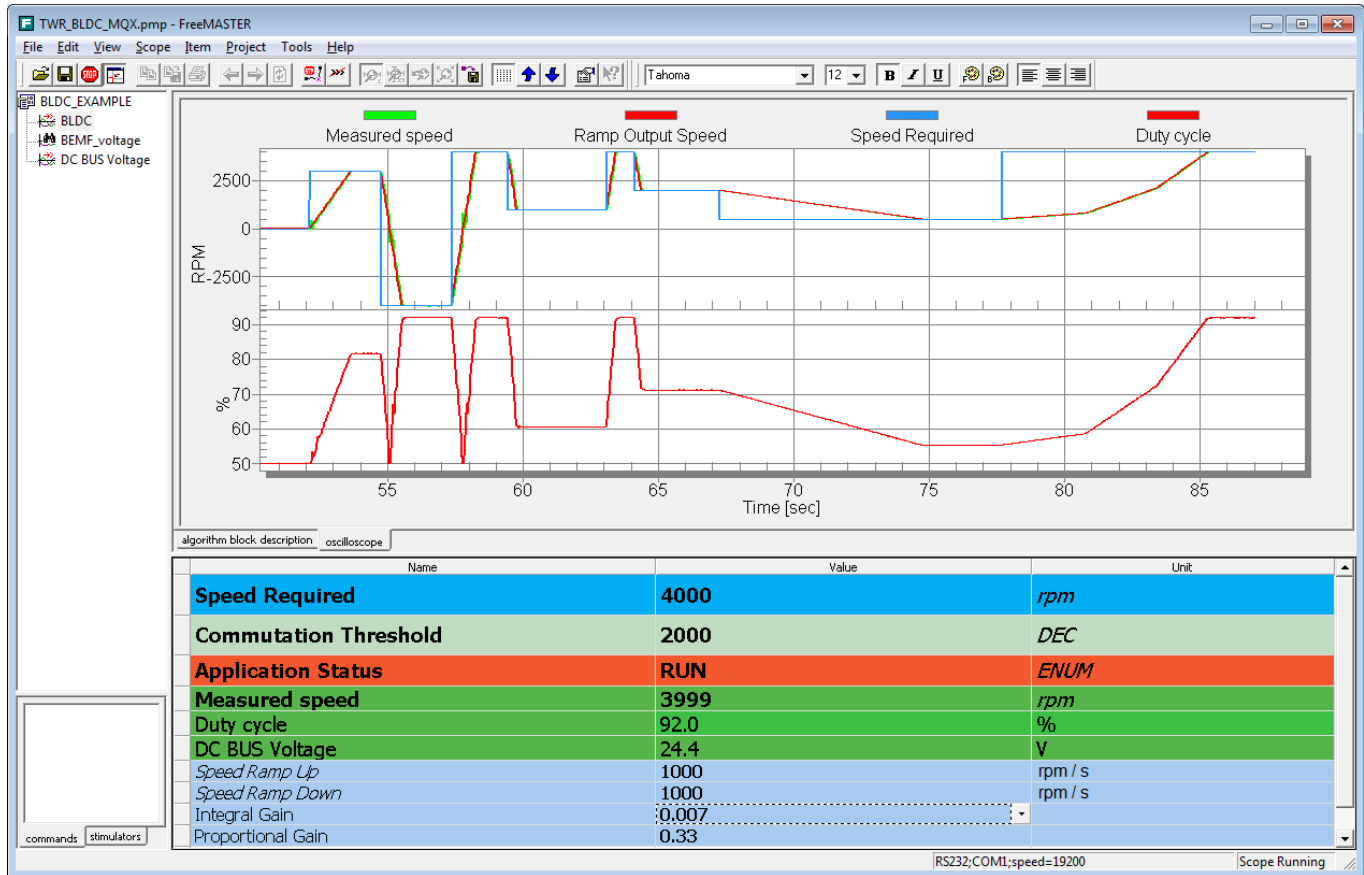 TWR_BLDC_MQX.pmp - FreeMASTER
File Edit View Scope Item Project Tools Help
STOP Tahoma 12 B I U
BLDC_EXAMPLE
BLDC
BEMF_voltage
DC BUS Voltage
Measured speed Ramp Output Speed Speed Required Duty cycle
2500
0
-2500
RPM
90
80
70
60
50
%
55 60 65 70 75 80 85
Time [sec]
algorithm block description oscilloscope
Name Value Unit
Speed Required 4000 rpm
Commutation Threshold 2000 DEC
Application Status RUN ENUM
Measured speed 3999 rpm
Duty cycle 92.0 %
DC BUS Voltage 24.4 V
Speed Ramp Up 1000 rpm / s
Speed Ramp Down 1000 rpm / s
Integral Gain 0.007
Proportional Gain 0.33
commands stimulators
RS232;COM1;speed=19200 Scope Running